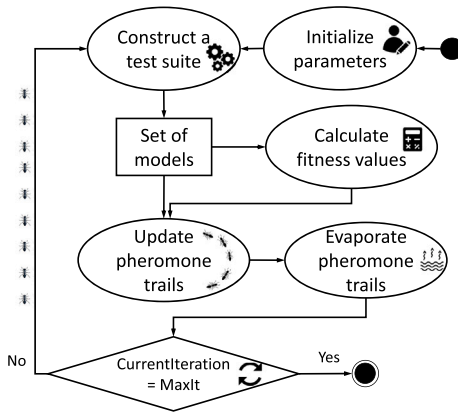 Construct a
test suite
Initialize
parameters
Set of
models
Calculate
fitness values
Update
pheromone
trails
Evaporate
pheromone
trails
No
CurrentIteration
= MaxIt
Yes